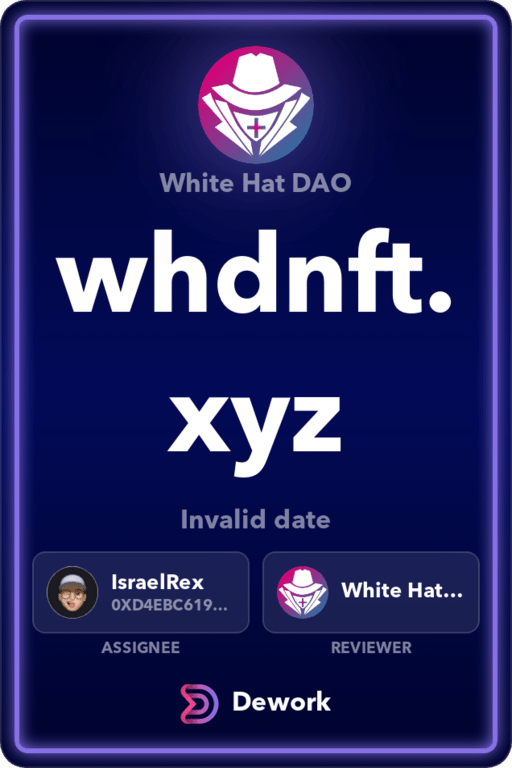 White Hat DAO
whdnft.
xyz
Invalid date
IsraelRex
0XD4EBC619...
White Hat...
ASSIGNEE
REVIEWER
Dework